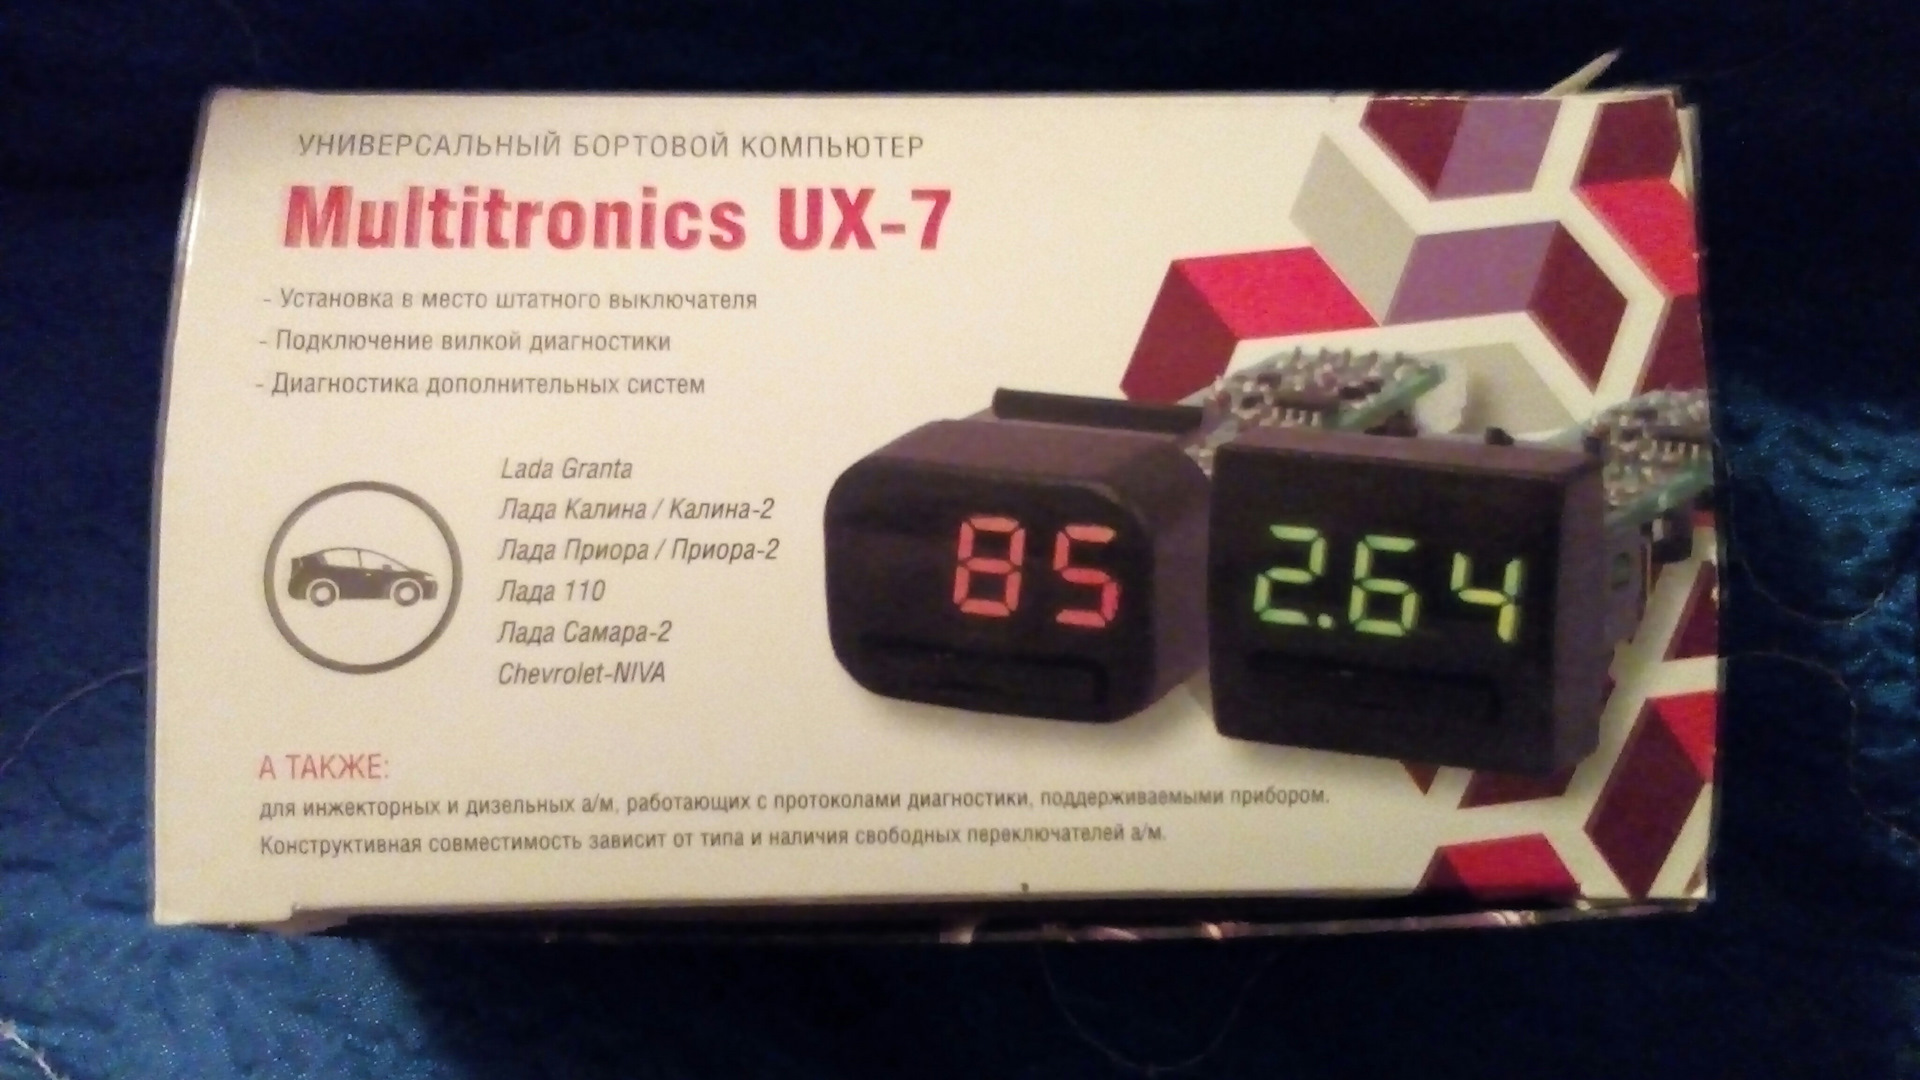 УНИВЕРСАЛЬНЫЙ БОРТОВОЙ КОМПЬЮТЕР
Multitronics UX-7
- Установка в место штатного выключателя
- Подключение вилкой диагностики
- Диагностика дополнительных систем
Lada Granta
Лада Калина / Калина-2
Лада Приора / Приора-2
Лада 110
Лада Самара-2
Chevrolet-NIVA
85
2.64
А ТАКЖЕ:
для инжекторных и дизельных а/м, работающих с протоколами диагностики, поддерживаемыми прибором.
Конструктивная совместимость зависит от типа и наличия свободных переключателей а/м.